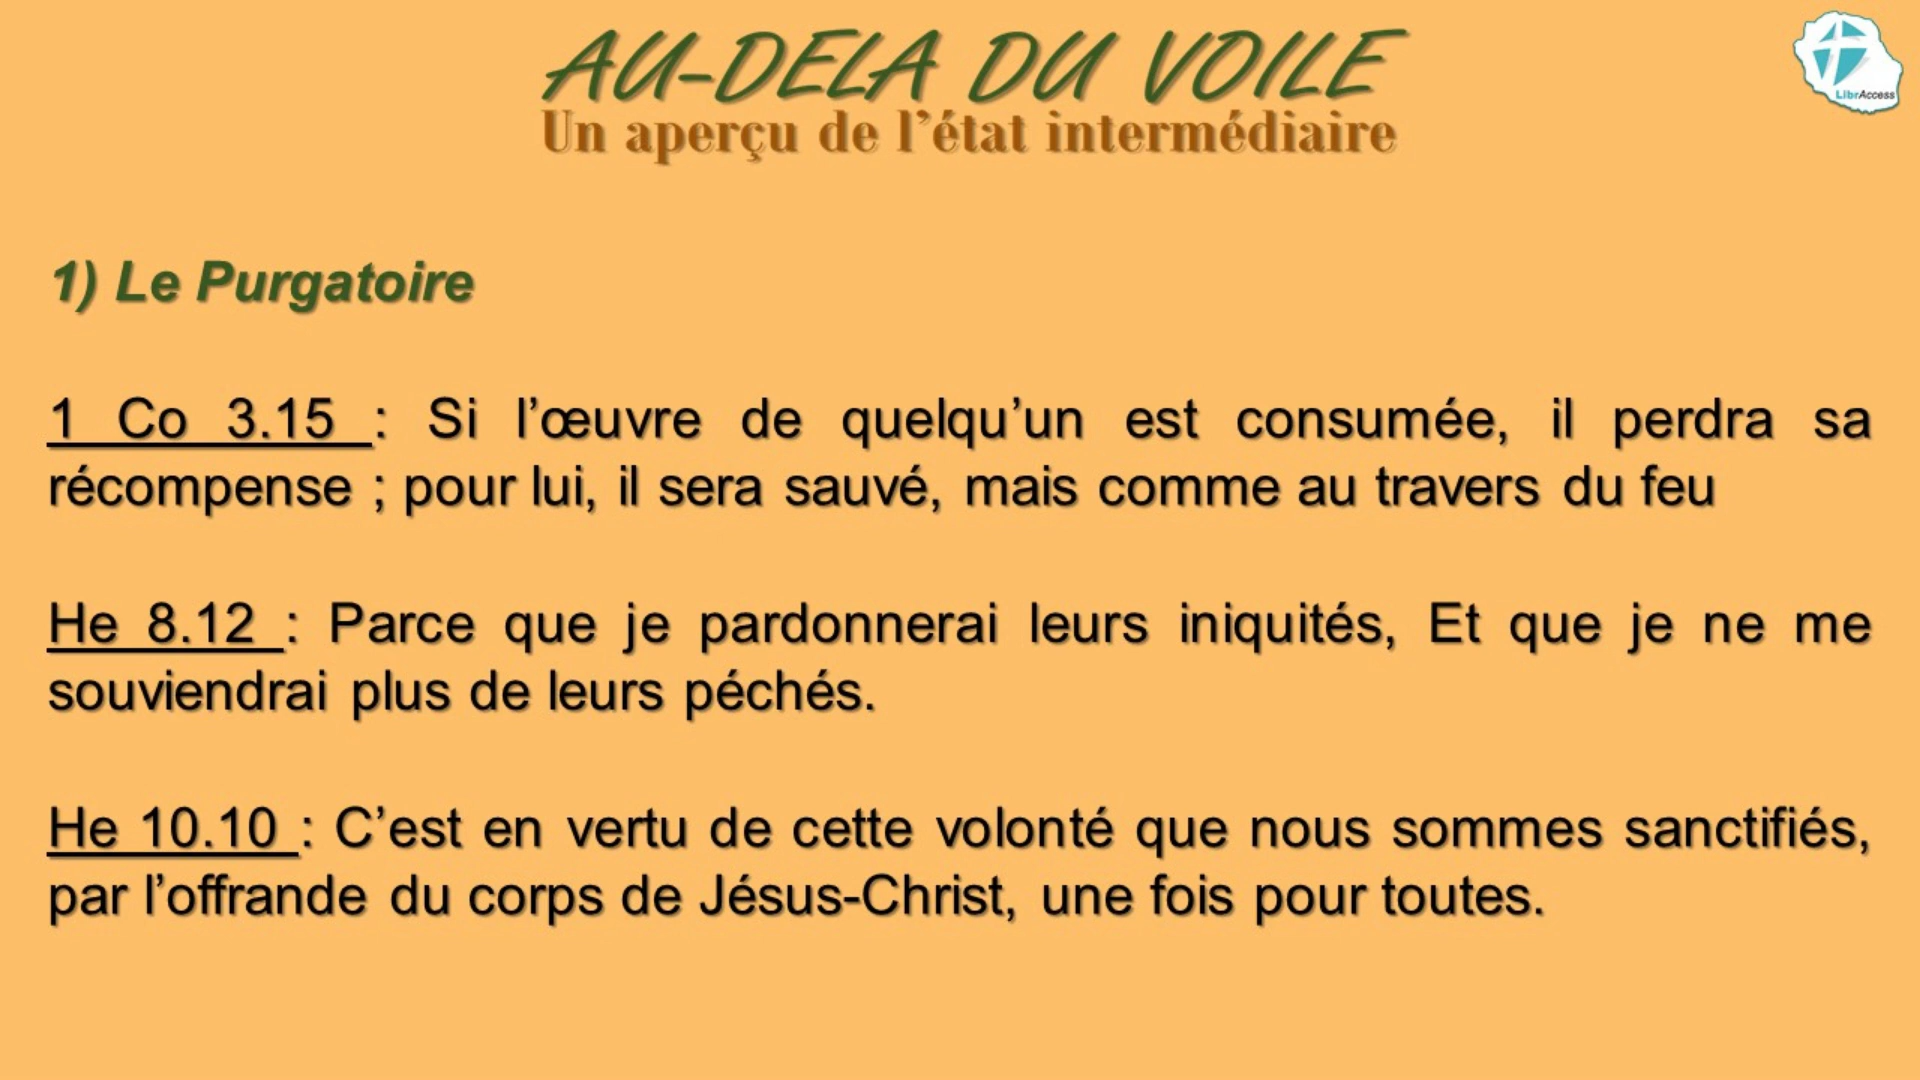 AU-DELA DU VOILE
Un aperçu de l’état intermédiaire
LibrAccess
1) Le Purgatoire
1 Co 3.15 : Si l’œuvre de quelqu’un est consumée, il perdra sa
récompense ; pour lui, il sera sauvé, mais comme au travers du feu
He 8.12 : Parce que je pardonnerai leurs iniquités, Et que je ne me
souviendrai plus de leurs péchés.
He 10.10 : C’est en vertu de cette volonté que nous sommes sanctifiés,
par l’offrande du corps de Jésus-Christ, une fois pour toutes.